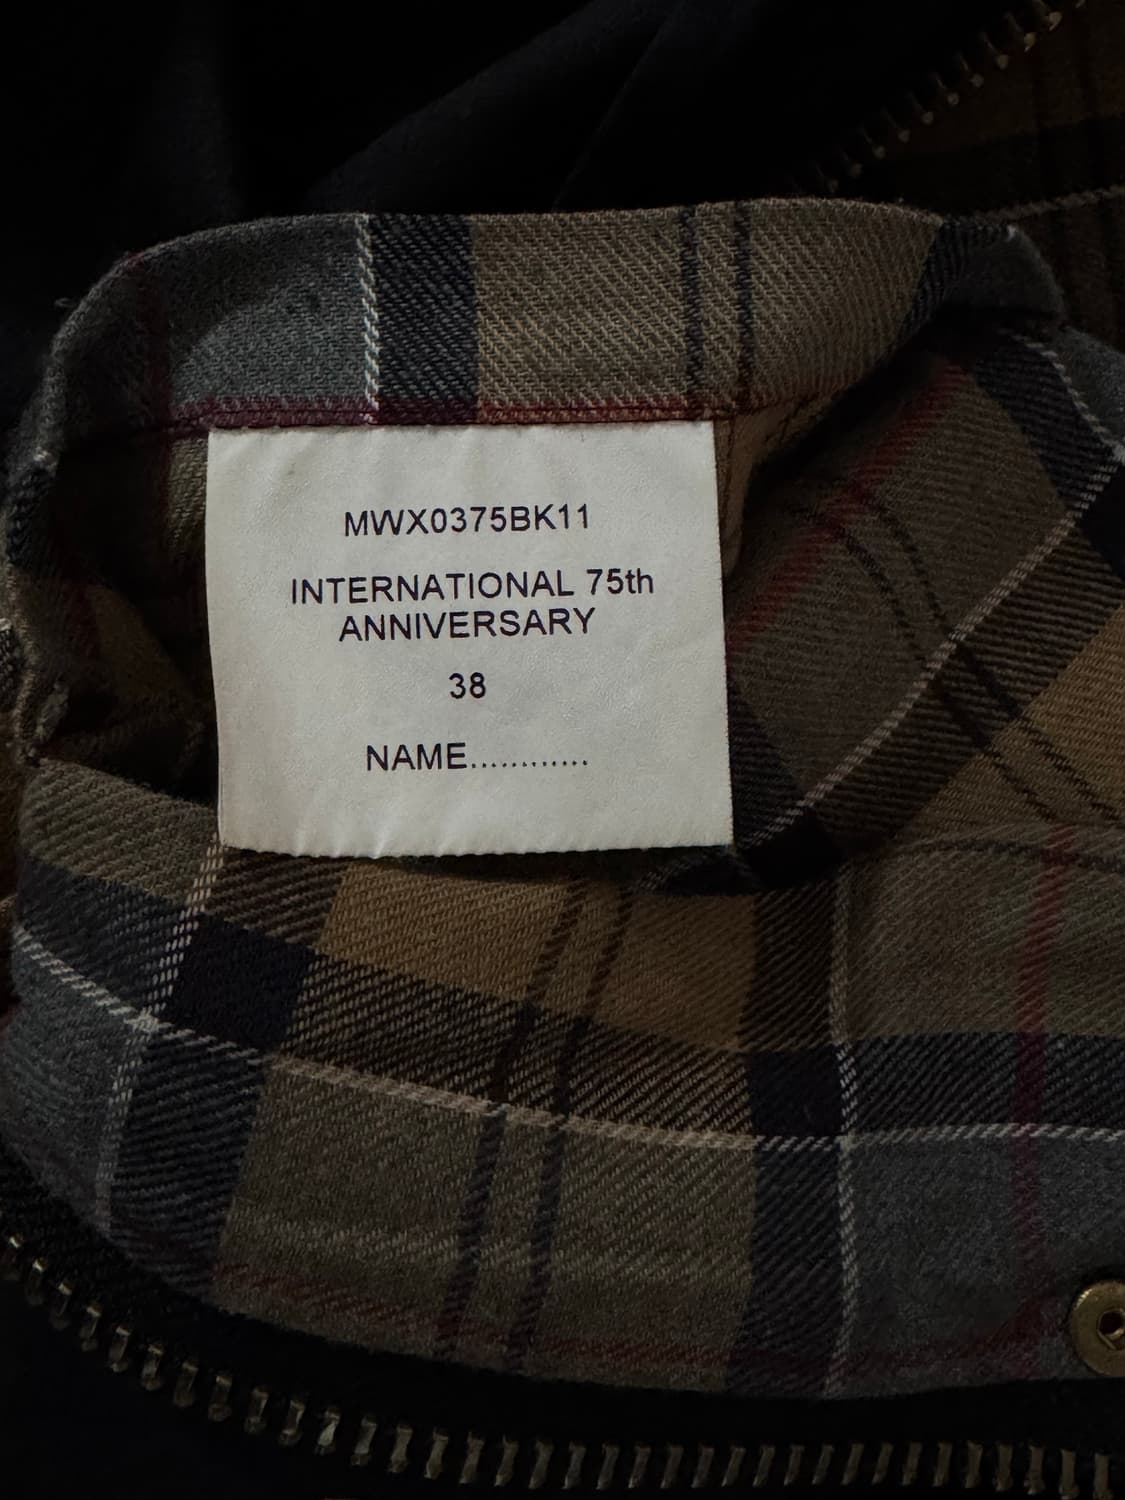 MWX0375BK11
INTERNATIONAL 75th
ANNIVERSARY
38
NAME............